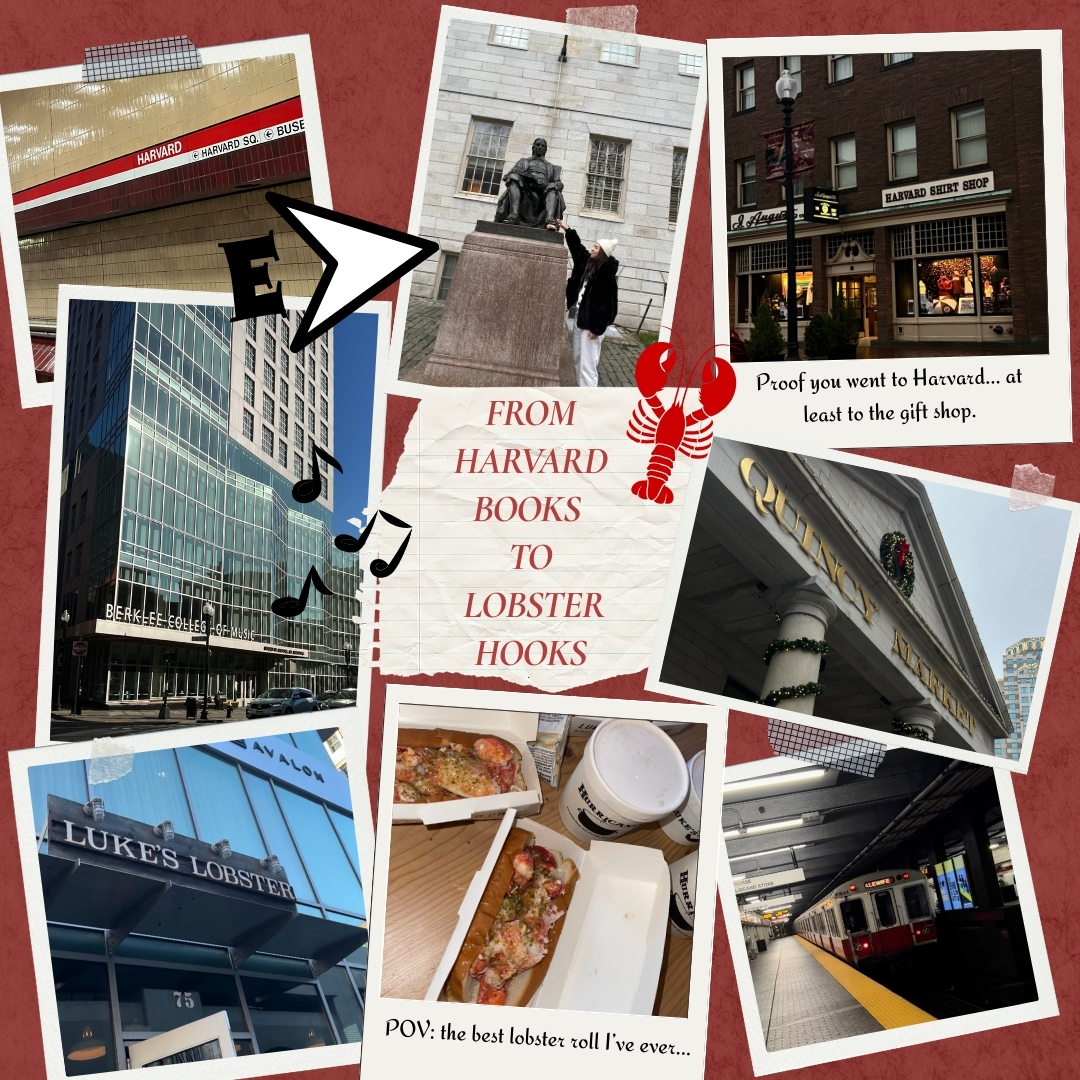 HARVARD
HARVARD SQ. BUSE
E
HARVARD SHIRT SHOP
Proof you went to Harvard... at
least to the gift shop.
FROM
HARVARD
BOOKS
TO
LOBSTER
HOOKS
BERKLEE COLLEGE OF MUSIC
QUINCY MARKET
AVALON
LUKE'S LOBSTER
75
HURRICAN
POV: the best lobster roll I've ever...
ALEWIFE